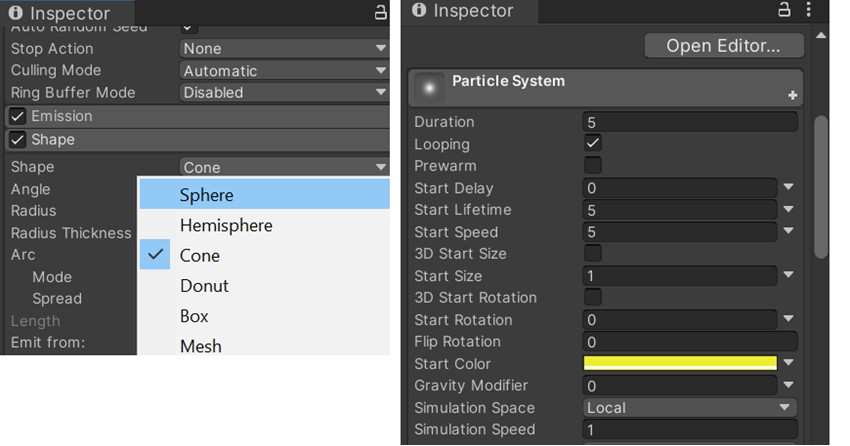 Inspector
Auto Random Seed
Stop Action None
Culling Mode Automatic
Ring Buffer Mode Disabled
Emission
Shape
Shape Cone
Angle
Radius
Radius Thickness
Arc
Mode
Spread
Length
Emit from:
Sphere
Hemisphere
Cone
Donut
Box
Mesh
Inspector
Open Editor...
Particle System
Duration 5
Looping
Prewarm
Start Delay 0
Start Lifetime 5
Start Speed 5
3D Start Size
Start Size 1
3D Start Rotation
Start Rotation 0
Flip Rotation 0
Start Color
Gravity Modifier 0
Simulation Space Local
Simulation Speed 1